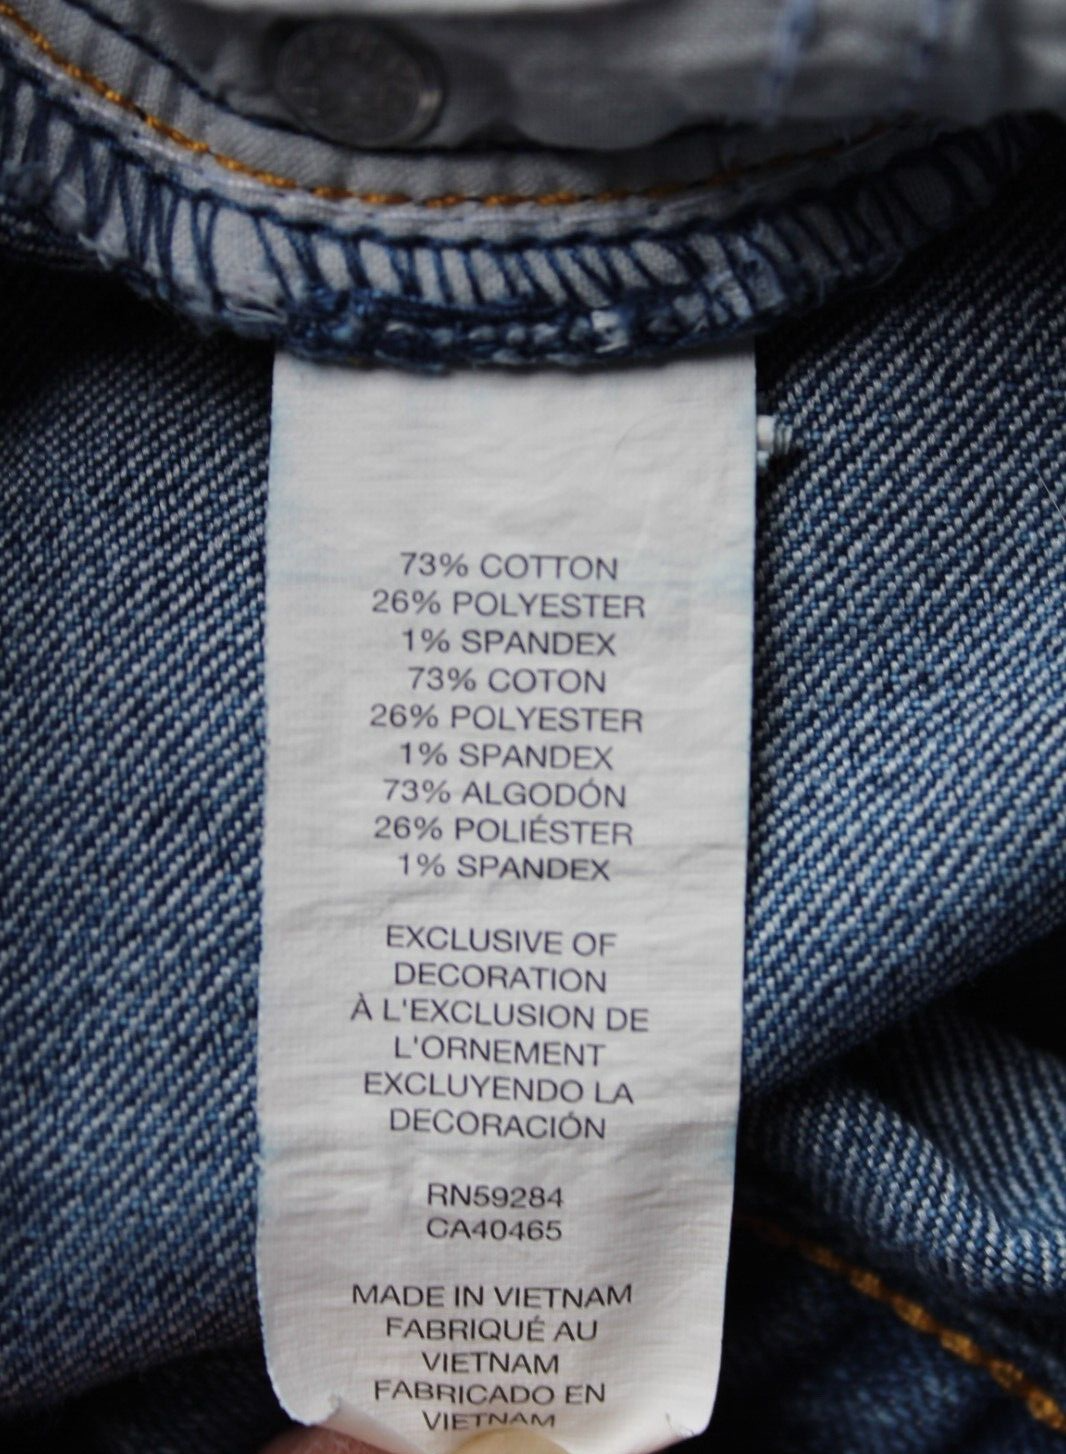 73% COTTON
26% POLYESTER
1% SPANDEX
73% COTON
26% POLYESTER
1% SPANDEX
73% ALGODÓN
26% POLIÉSTER
1% SPANDEX
EXCLUSIVE OF
DECORATION
À L'EXCLUSION DE
L'ORNEMENT
EXCLUYENDO LA
DECORACIÓN
RN59284
CA40465
MADE IN VIETNAM
FABRIQUÉ AU
VIETNAM
FABRICADO EN
VIETNAM